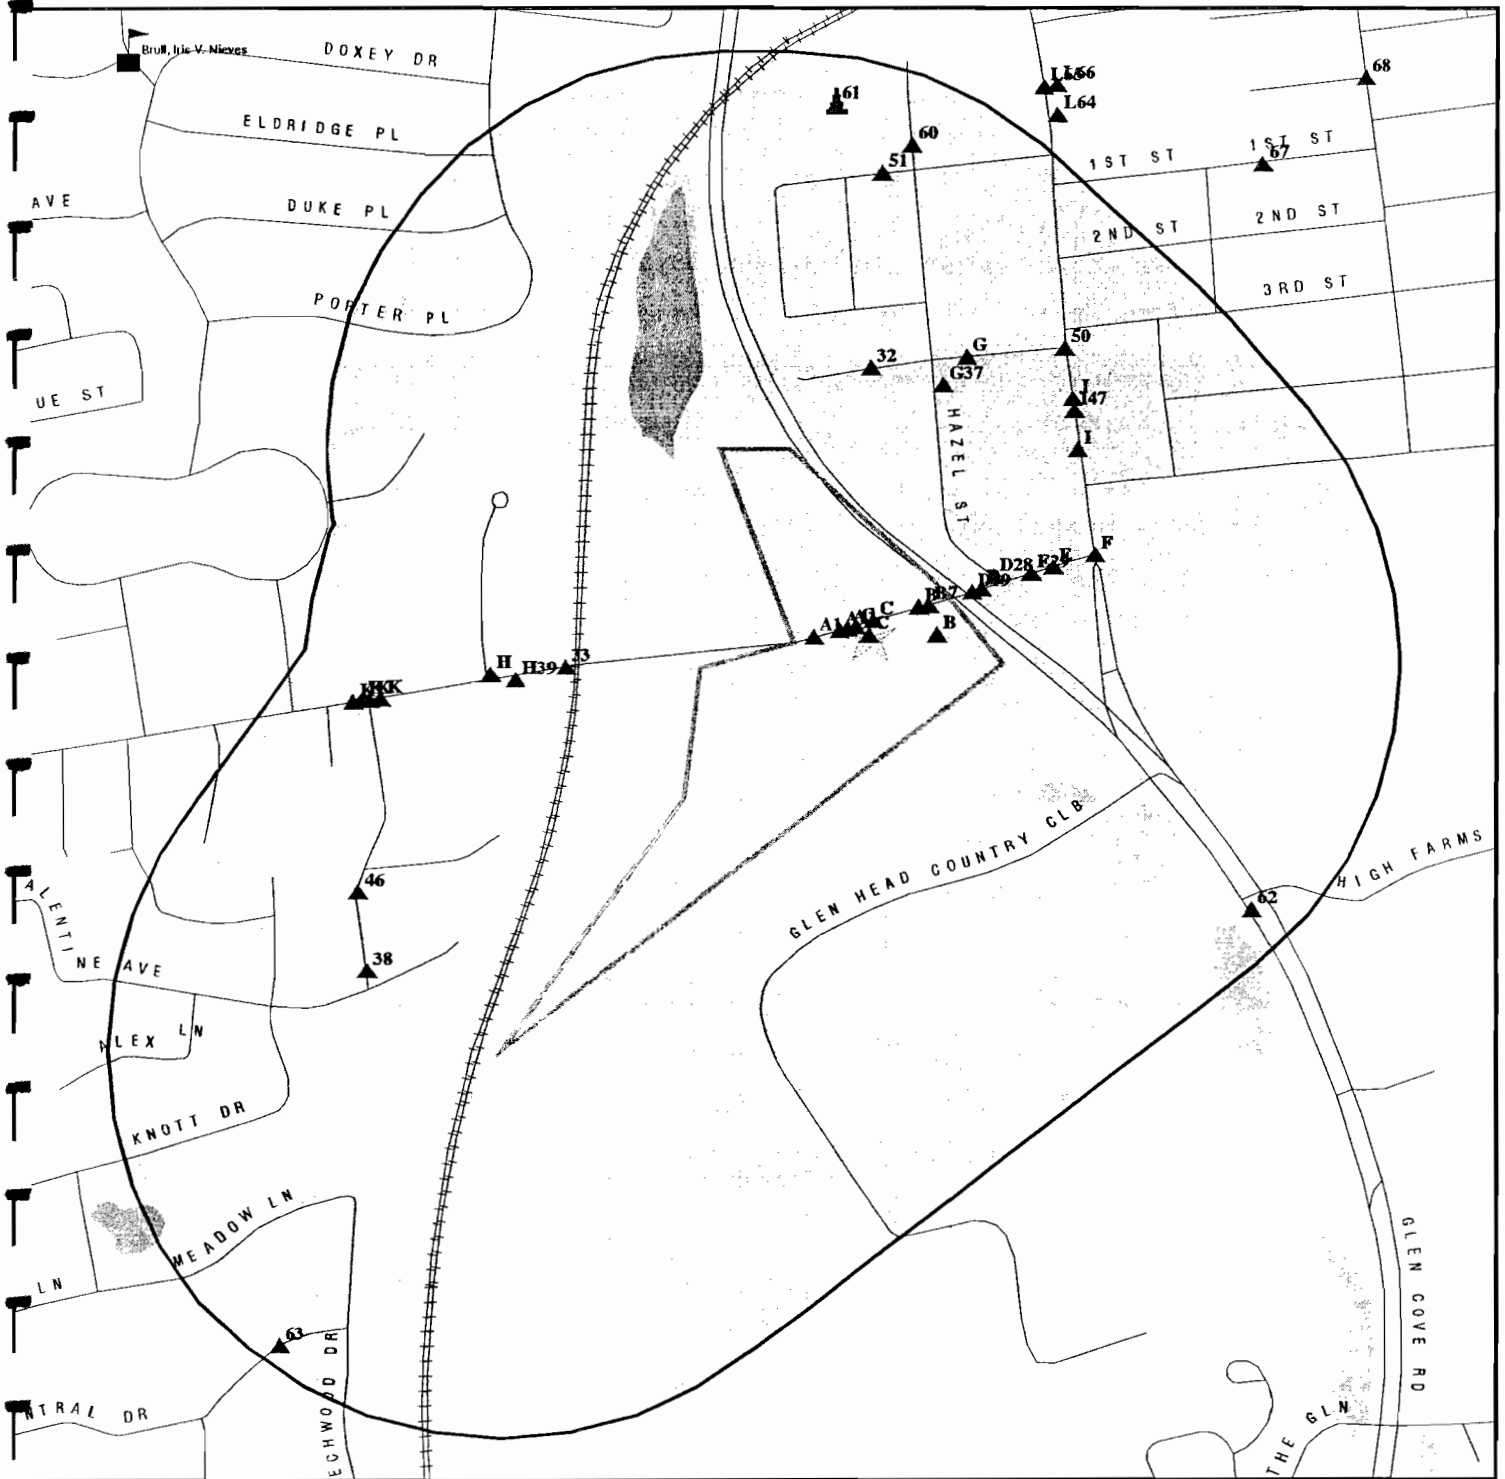 Brull, Iris V. Nieves
DOXEY DR
61
L66
68
L64
ELDRIDGE PL
60
1ST ST
1ST ST
67
51
AVE
DUKE PL
2ND ST
2ND ST
3RD ST
PORTER PL
50
G
32
G37
UE ST
I
I47
I
HAZEL ST
F
D28
E
B
C
C
B
A1
33
H
H39
K
GLEN HEAD COUNTRY CLB
HIGH FARMS
46
62
ALENTINE AVE
38
ALEX LN
KNOTT DR
MEADOW LN
LN
GLEN COVE RD
63
ECHWOOD DR
NTRAL DR
THE GLN